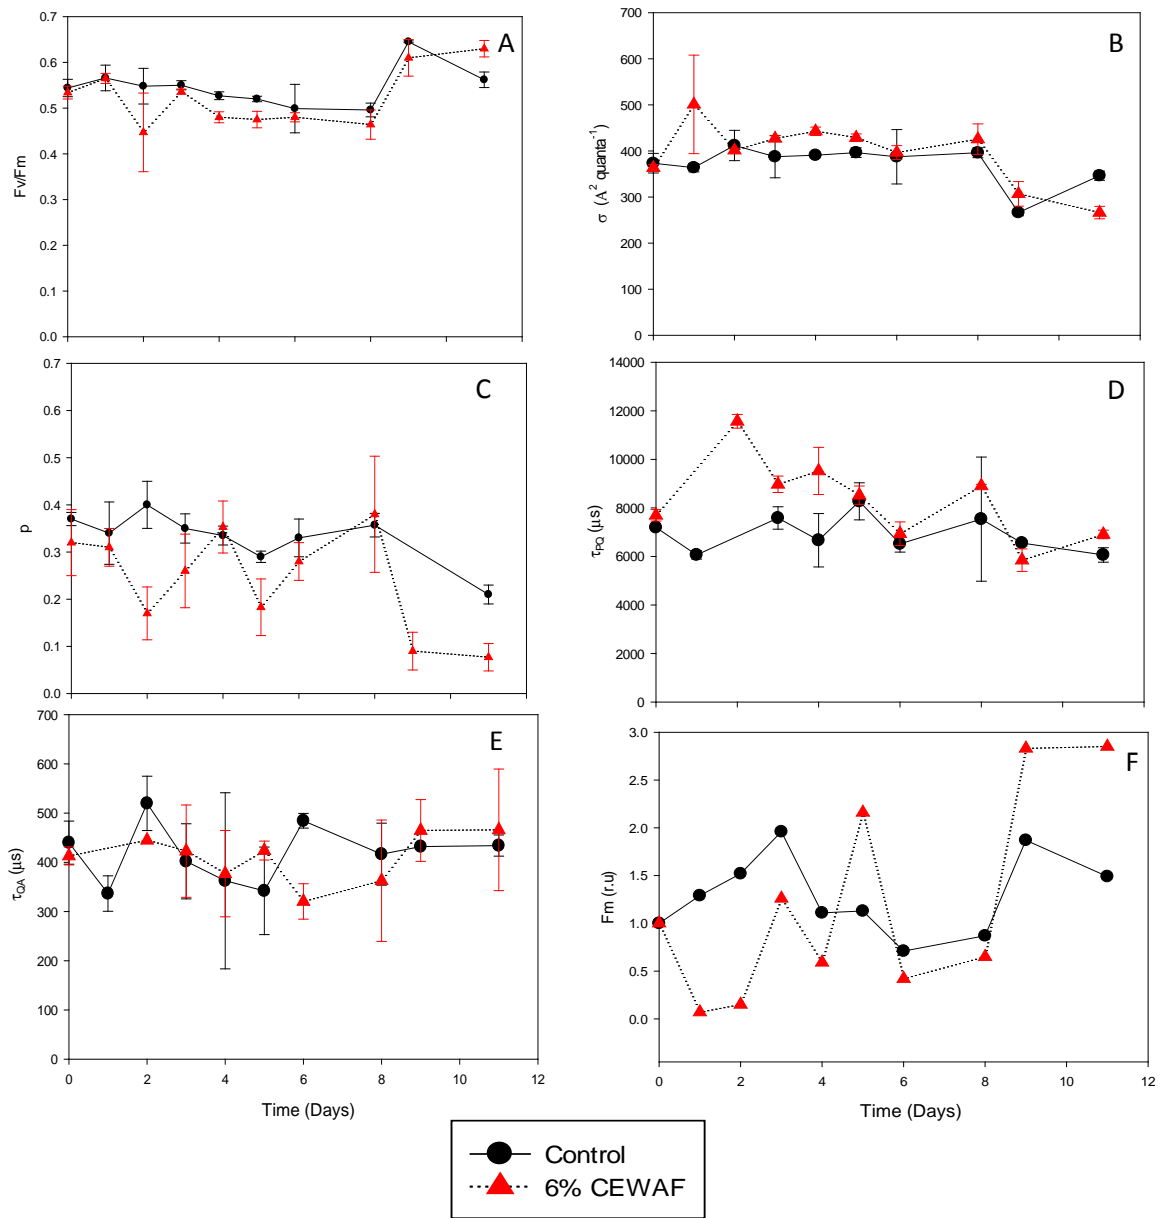 A
0.7
0.6
0.5
0.4
0.3
0.2
0.1
0.0
Fv/Fm
B
700
600
500
400
300
200
100
0
σ (A² quanta⁻¹)
C
0.7
0.6
0.5
0.4
0.3
0.2
0.1
0.0
p
D
14000
12000
10000
8000
6000
4000
2000
0
τPQ (µs)
E
700
600
500
400
300
200
100
0
τQA (µs)
0 2 4 6 8 10 12
Time (Days)
F
3.0
2.5
2.0
1.5
1.0
0.5
0.0
Fm (r.u)
0 2 4 6 8 10 12
Time (Days)
Control
6% CEWAF